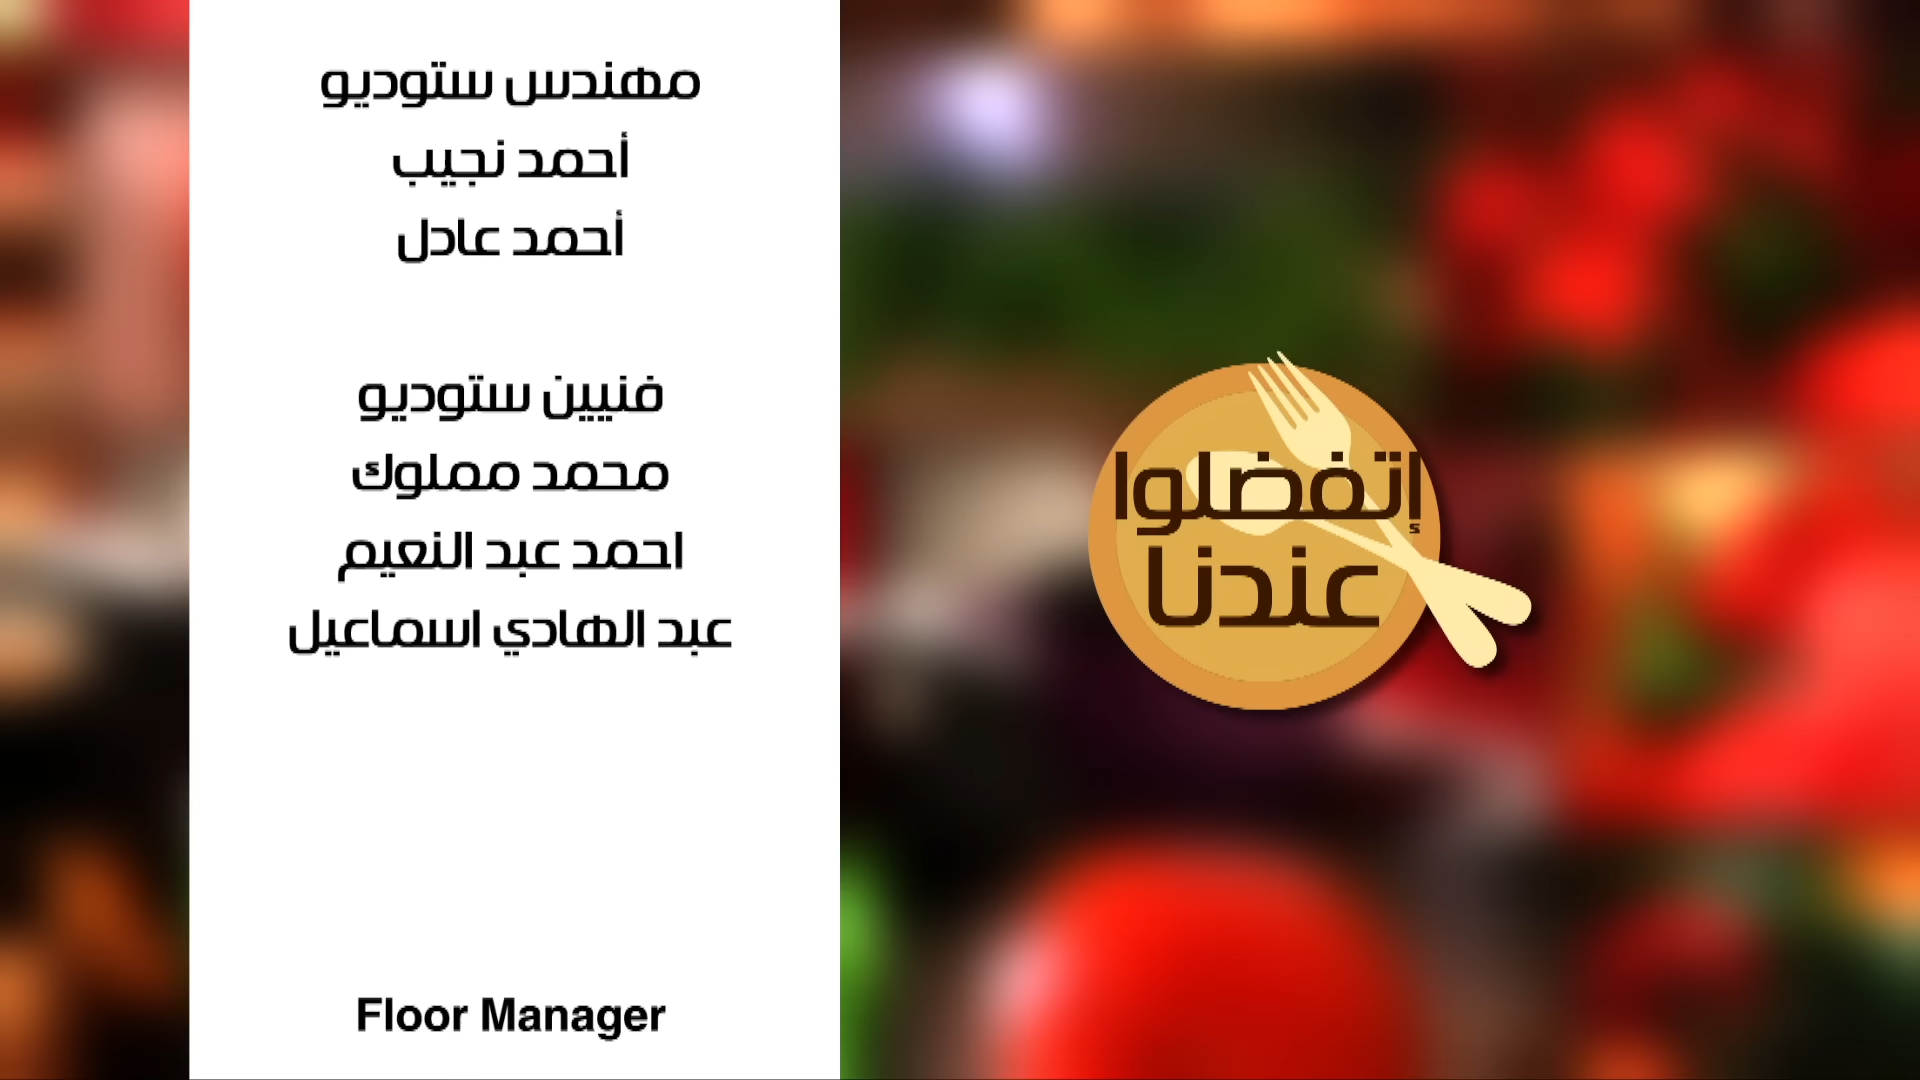 مهندس ستوديو
أحمد نجيب
أحمد عادل
فنيين ستوديو
محمد مملوك
احمد عبد النعيم
عبد الهادي اسماعيل
Floor Manager
إتفضلوا
عندنا